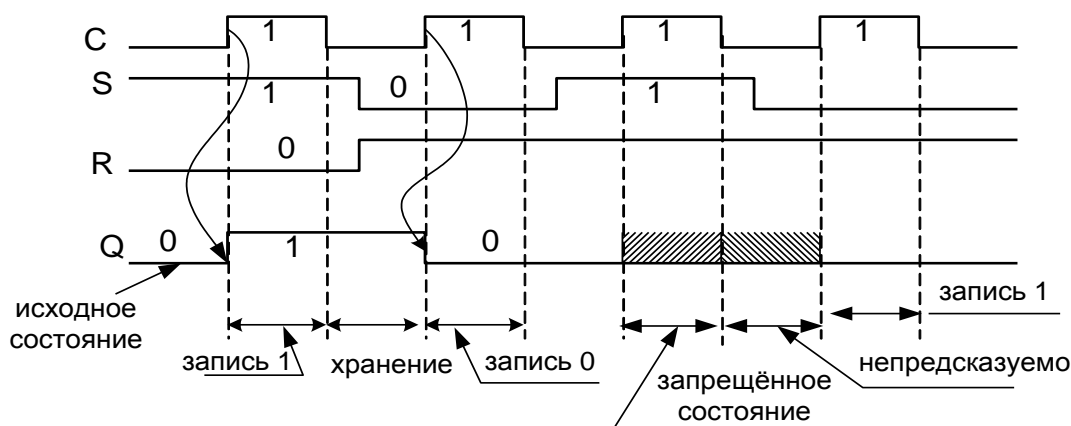 C 1 1 1 1
S 1 0 1
R 0
Q 0 1 0
исходное
состояние
запись 1
хранение
запись 0
запрещённое
состояние
непредсказуемо
запись 1